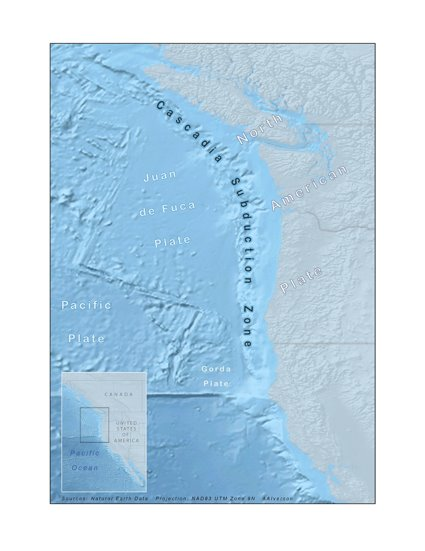 Cascadia Subduction Zone
North
American
Plate
Juan
de Fuca
Plate
Pacific
Plate
Gorda
Plate
CANADA
UNITED
STATES
OF
AMERICA
Pacific
Ocean
Sources: Natural Earth Data Projection: NAD83 UTM Zone 9N